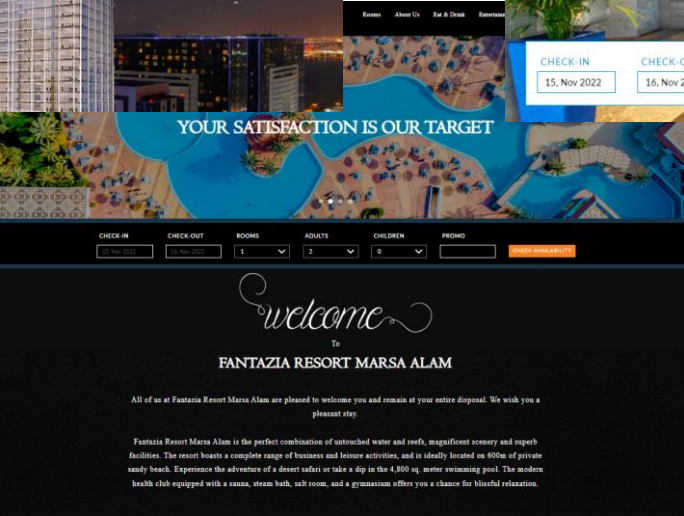 Rooms About Us Eat & Drink
CHECK-IN
15, Nov 2022
16, Nov
YOUR SATISFACTION IS OUR TARGET
CHECK-IN CHECK-OUT ROOMS ADULTS CHILDREN PROMO
15, Nov 2022 16, Nov 2022 1 2 0 CHECK AVAILABILITY
welcome
To
FANTAZIA RESORT MARSA ALAM
All of us at Fantazia Resort Marsa Alam are pleased to welcome you and remain at your entire disposal. We wish you a
pleasant stay.
Fantazia Resort Marsa Alam is the perfect combination of untouched water and reefs, magnificent scenery and superb
facilities. The resort boasts a complete range of business and leisure activities, and is ideally located on 600m of private
sandy beach. Experience the adventure of a desert safari or take a dip in the 4,800 sq. meter swimming pool. The modern
health club equipped with a sauna, steam bath, salt room, and a gymnasium offers you a chance for blissful relaxation.